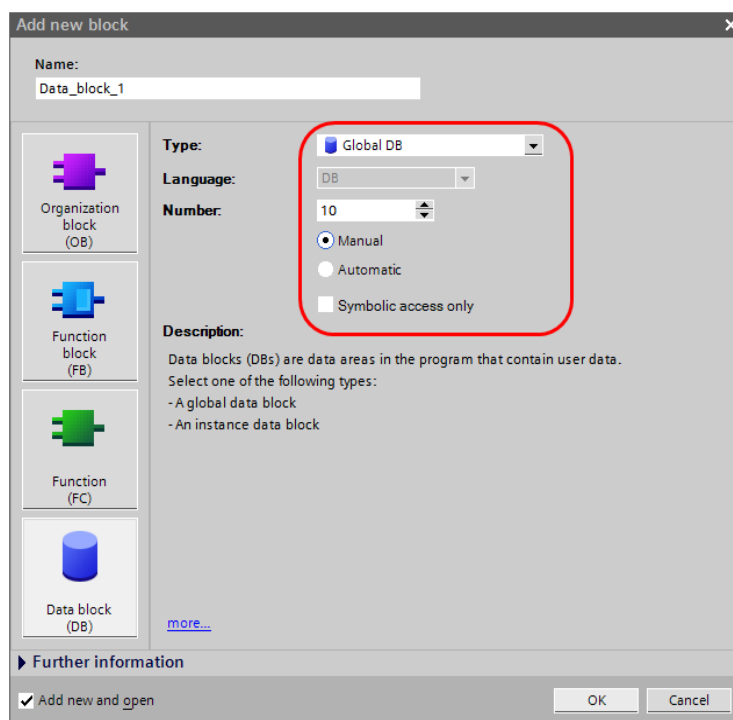 Add new block
Name:
Data_block_1
Organization
block
(OB)
Function
block
(FB)
Function
(FC)
Data block
(DB)
Type:
Global DB
Language:
DB
Number:
10
Manual
Automatic
Symbolic access only
Description:
Data blocks (DBs) are data areas in the program that contain user data.
Select one of the following types:
- A global data block
- An instance data block
more...
Further information
Add new and open
OK
Cancel